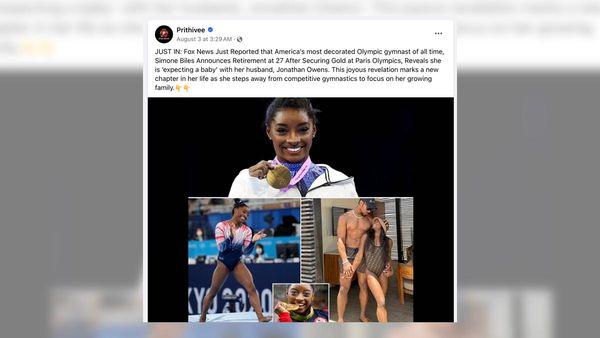 Prithivee
August 3 at 3:29 AM ·
JUST IN: Fox News Just Reported that America's most decorated Olympic gymnast of all time,
Simone Biles Announces Retirement at 27 After Securing Gold at Paris Olympics, Reveals she
is 'expecting a baby' with her husband, Jonathan Owens. This joyous revelation marks a new
chapter in her life as she steps away from competitive gymnastics to focus on her growing
family.👇👇